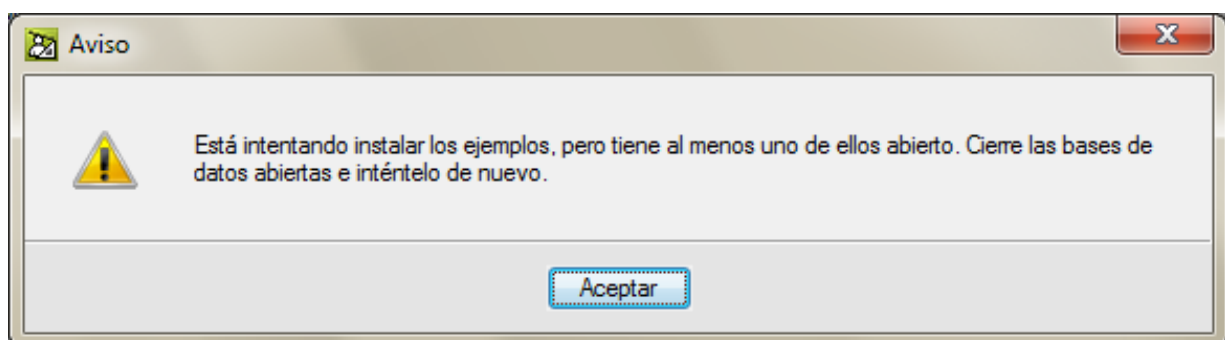 Aviso
Está intentando instalar los ejemplos, pero tiene al menos uno de ellos abierto. Cierre las bases de
datos abiertas e inténtelo de nuevo.
Aceptar